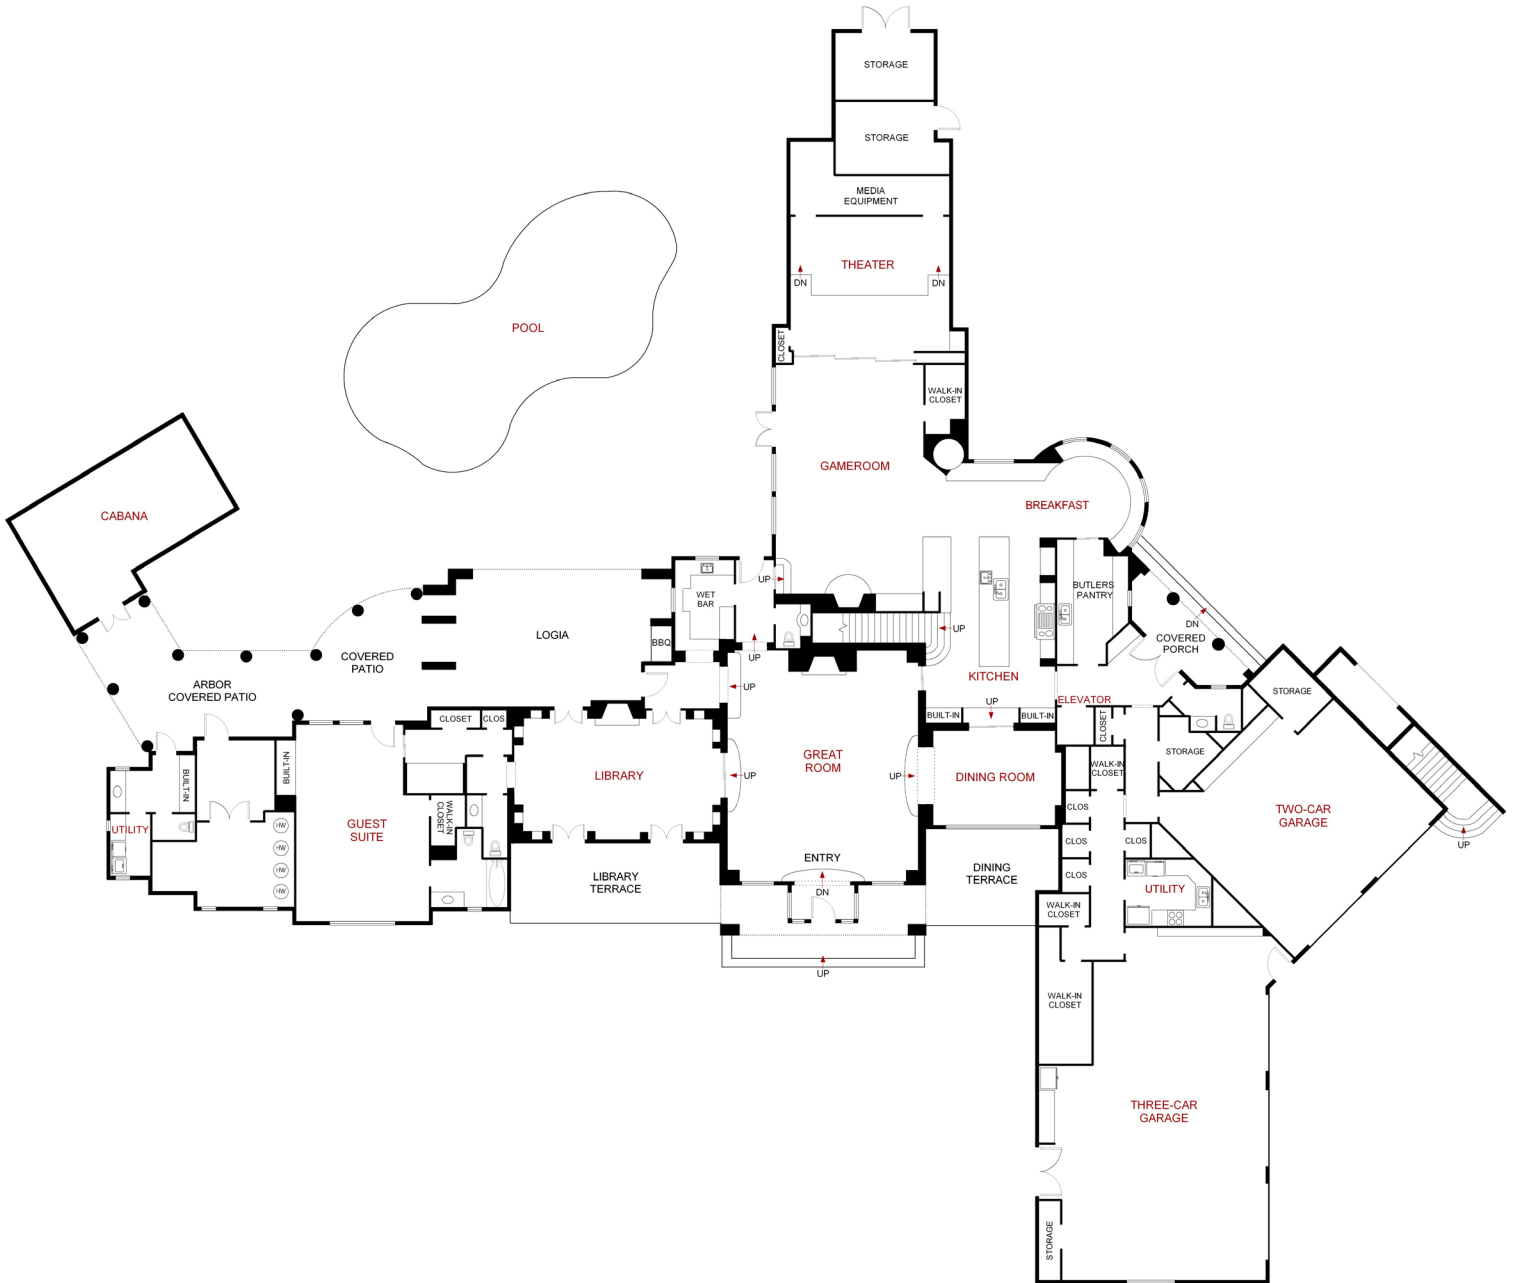 STORAGE
STORAGE
MEDIA
EQUIPMENT
THEATER
DN
DN
POOL
CLOSET
WALK-IN
CLOSET
GAMEROOM
BREAKFAST
CABANA
UP
WET
BAR
BUTLERS
PANTRY
DN
COVERED
PORCH
LOGIA
BBQ
UP
UP
COVERED
PATIO
ARBOR
COVERED PATIO
UP
KITCHEN
ELEVATOR
STORAGE
UP
BUILT-IN
BUILT-IN
CLOSET
CLOSET
CLOS
STORAGE
GREAT
ROOM
LIBRARY
UP
UP
DINING ROOM
WALK-IN
CLOSET
BUILT-IN
BUILT-IN
CLOS
TWO-CAR
GARAGE
UTILITY
GUEST
SUITE
WALK-IN
CLOSET
HW
HW
HW
HW
CLOS
CLOS
UP
ENTRY
LIBRARY
TERRACE
DINING
TERRACE
CLOS
UTILITY
DN
WALK-IN
CLOSET
UP
WALK-IN
CLOSET
THREE-CAR
GARAGE
STORAGE